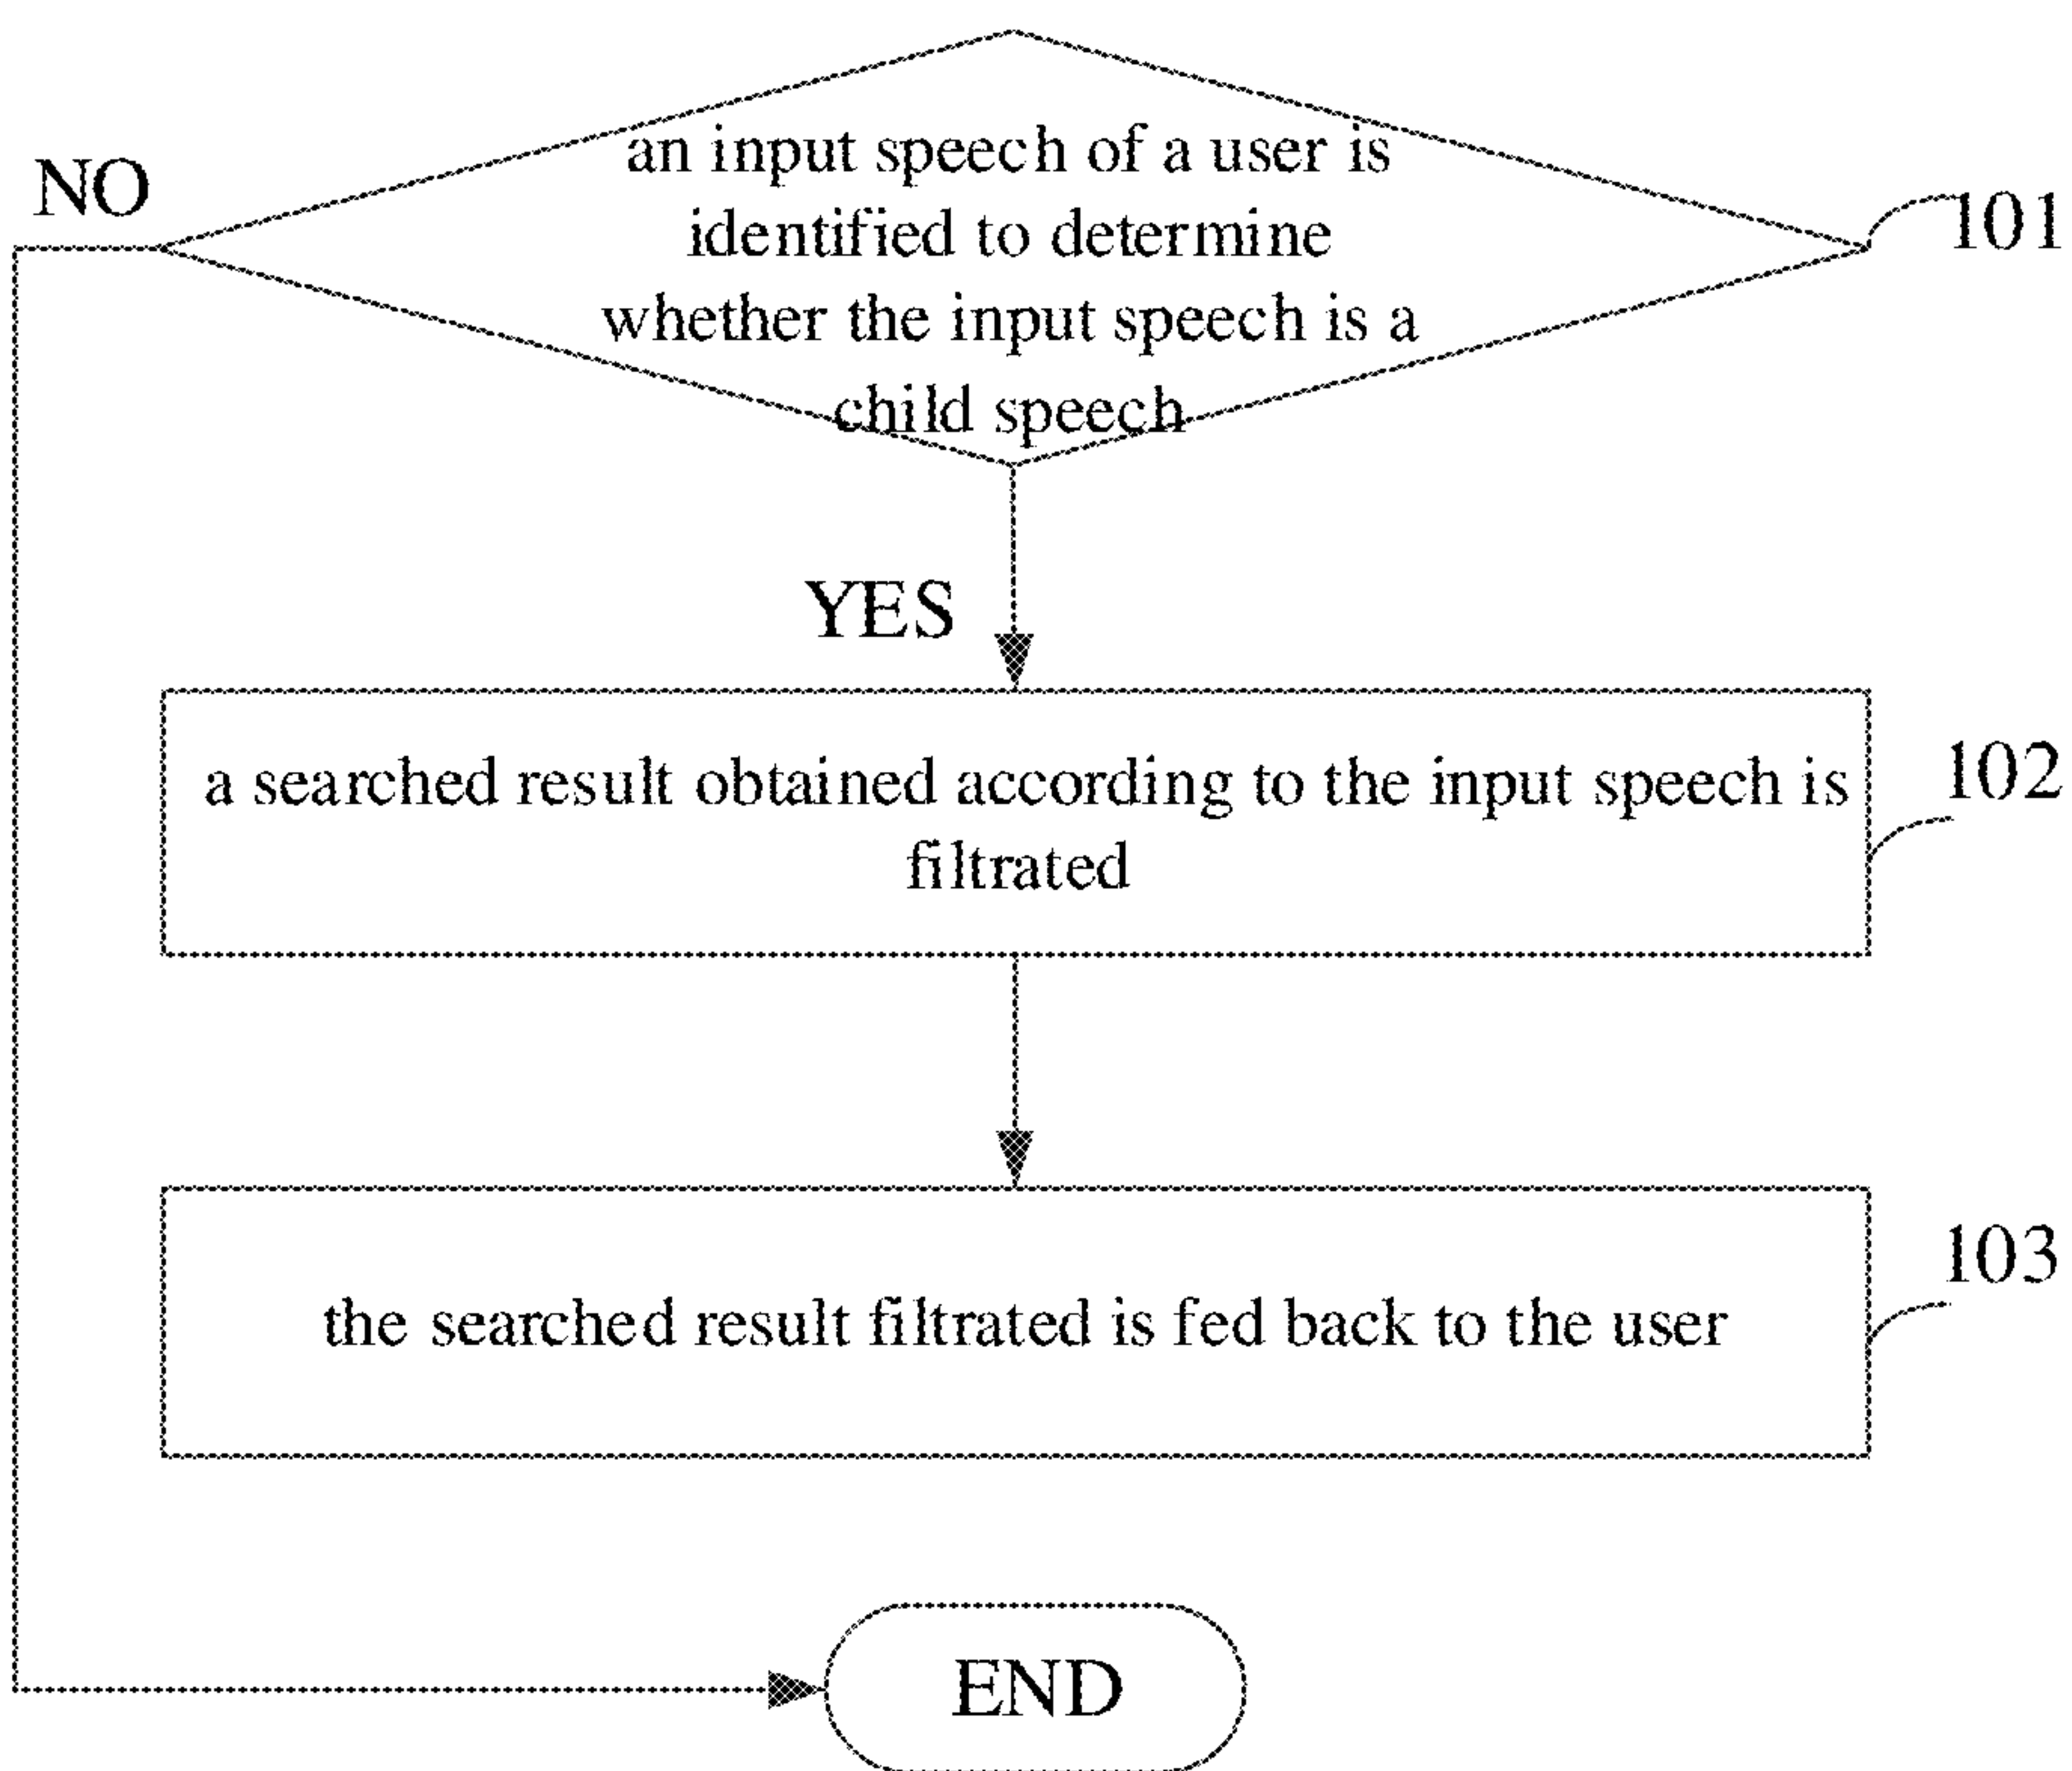 NO
an input speech of a user is
identified to determine
whether the input speech is a
child speech
101
YES
a searched result obtained according to the input speech is
filtrated
102
the searched result filtrated is fed back to the user
103
END